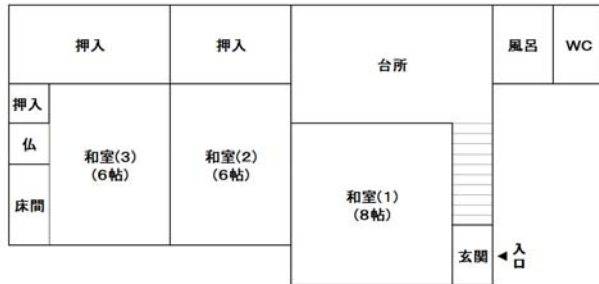 押入
押入
台所
風呂
WC
押入
仏
床間
和室(3)
(6帖)
和室(2)
(6帖)
和室(1)
(8帖)
玄関
入口